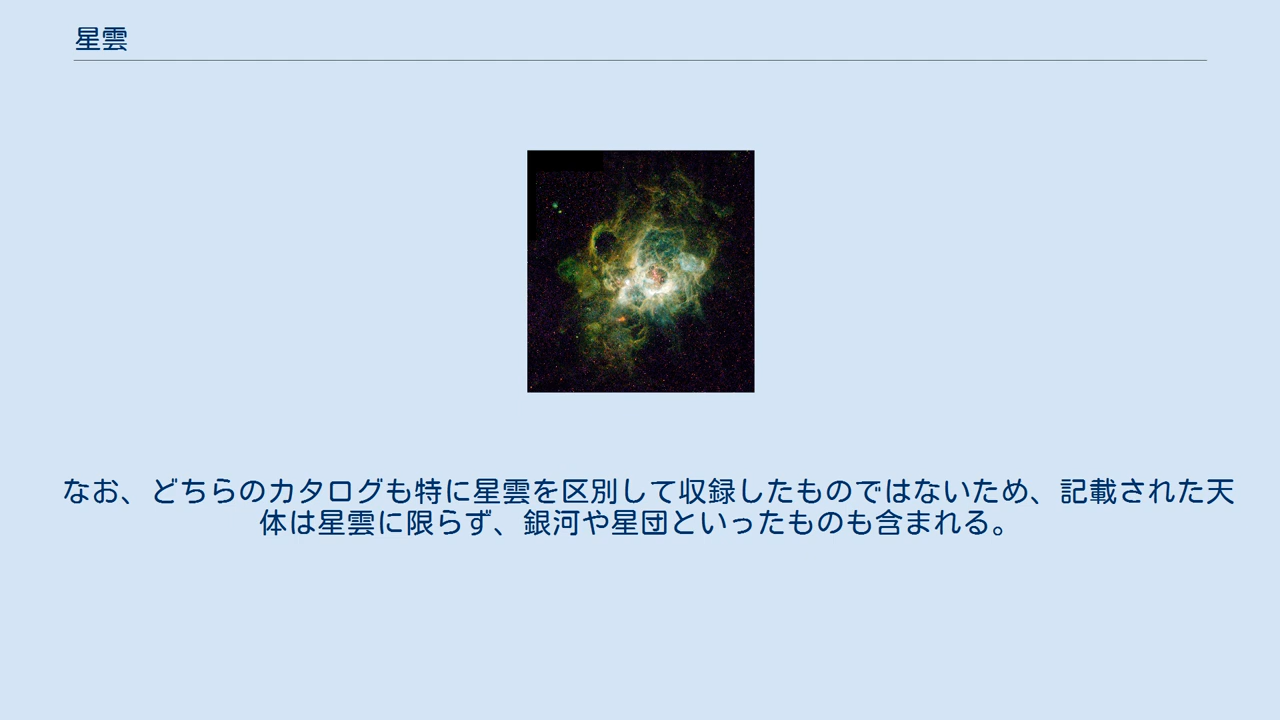 星雲
なお、どちらのカタログも特に星雲を区別して収録したものではないため、記載された天
体は星雲に限らず、銀河や星団といったものも含まれる。